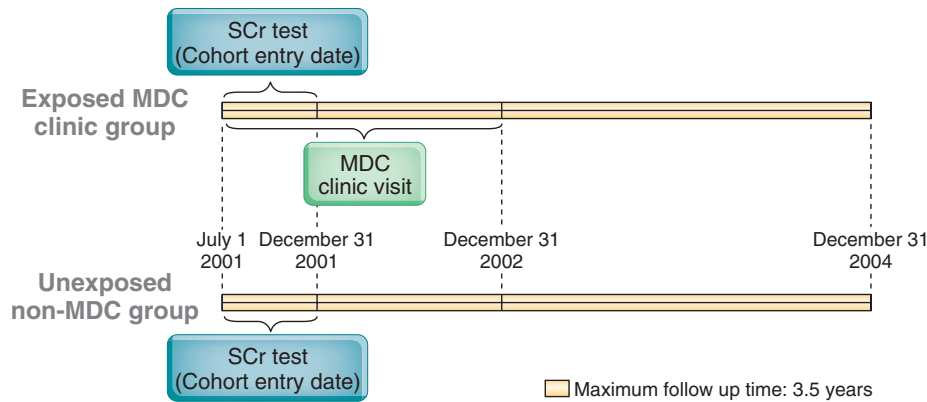 SCr test
(Cohort entry date)
Exposed MDC
clinic group
MDC
clinic visit
July 1
2001
December 31
2001
December 31
2002
December 31
2004
Unexposed
non-MDC group
SCr test
(Cohort entry date)
Maximum follow up time: 3.5 years